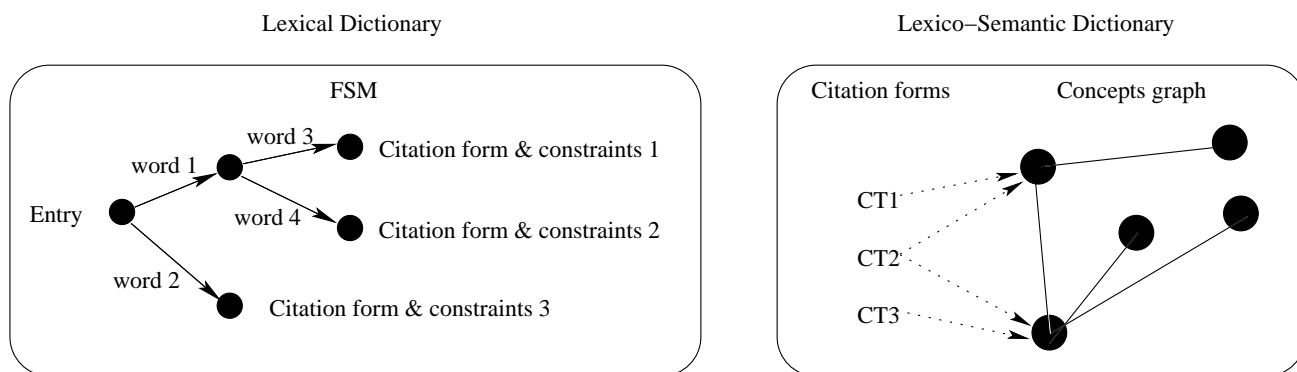 Lexical Dictionary
FSM
word 3
Citation form & constraints 1
word 1
Entry
word 4
Citation form & constraints 2
word 2
Citation form & constraints 3
Lexico−Semantic Dictionary
Citation forms
Concepts graph
CT1
CT2
CT3